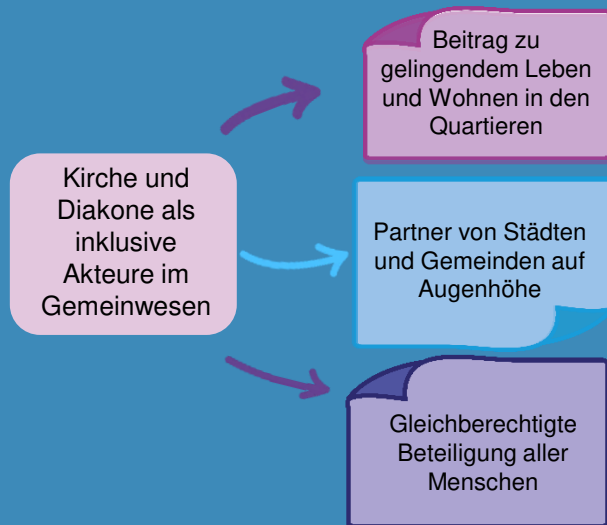 Kirche und
Diakone als
inklusive
Akteure im
Gemeinwesen
Beitrag zu
gelingendem Leben
und Wohnen in den
Quartieren
Partner von Städten
und Gemeinden auf
Augenhöhe
Gleichberechtigte
Beteiligung aller
Menschen